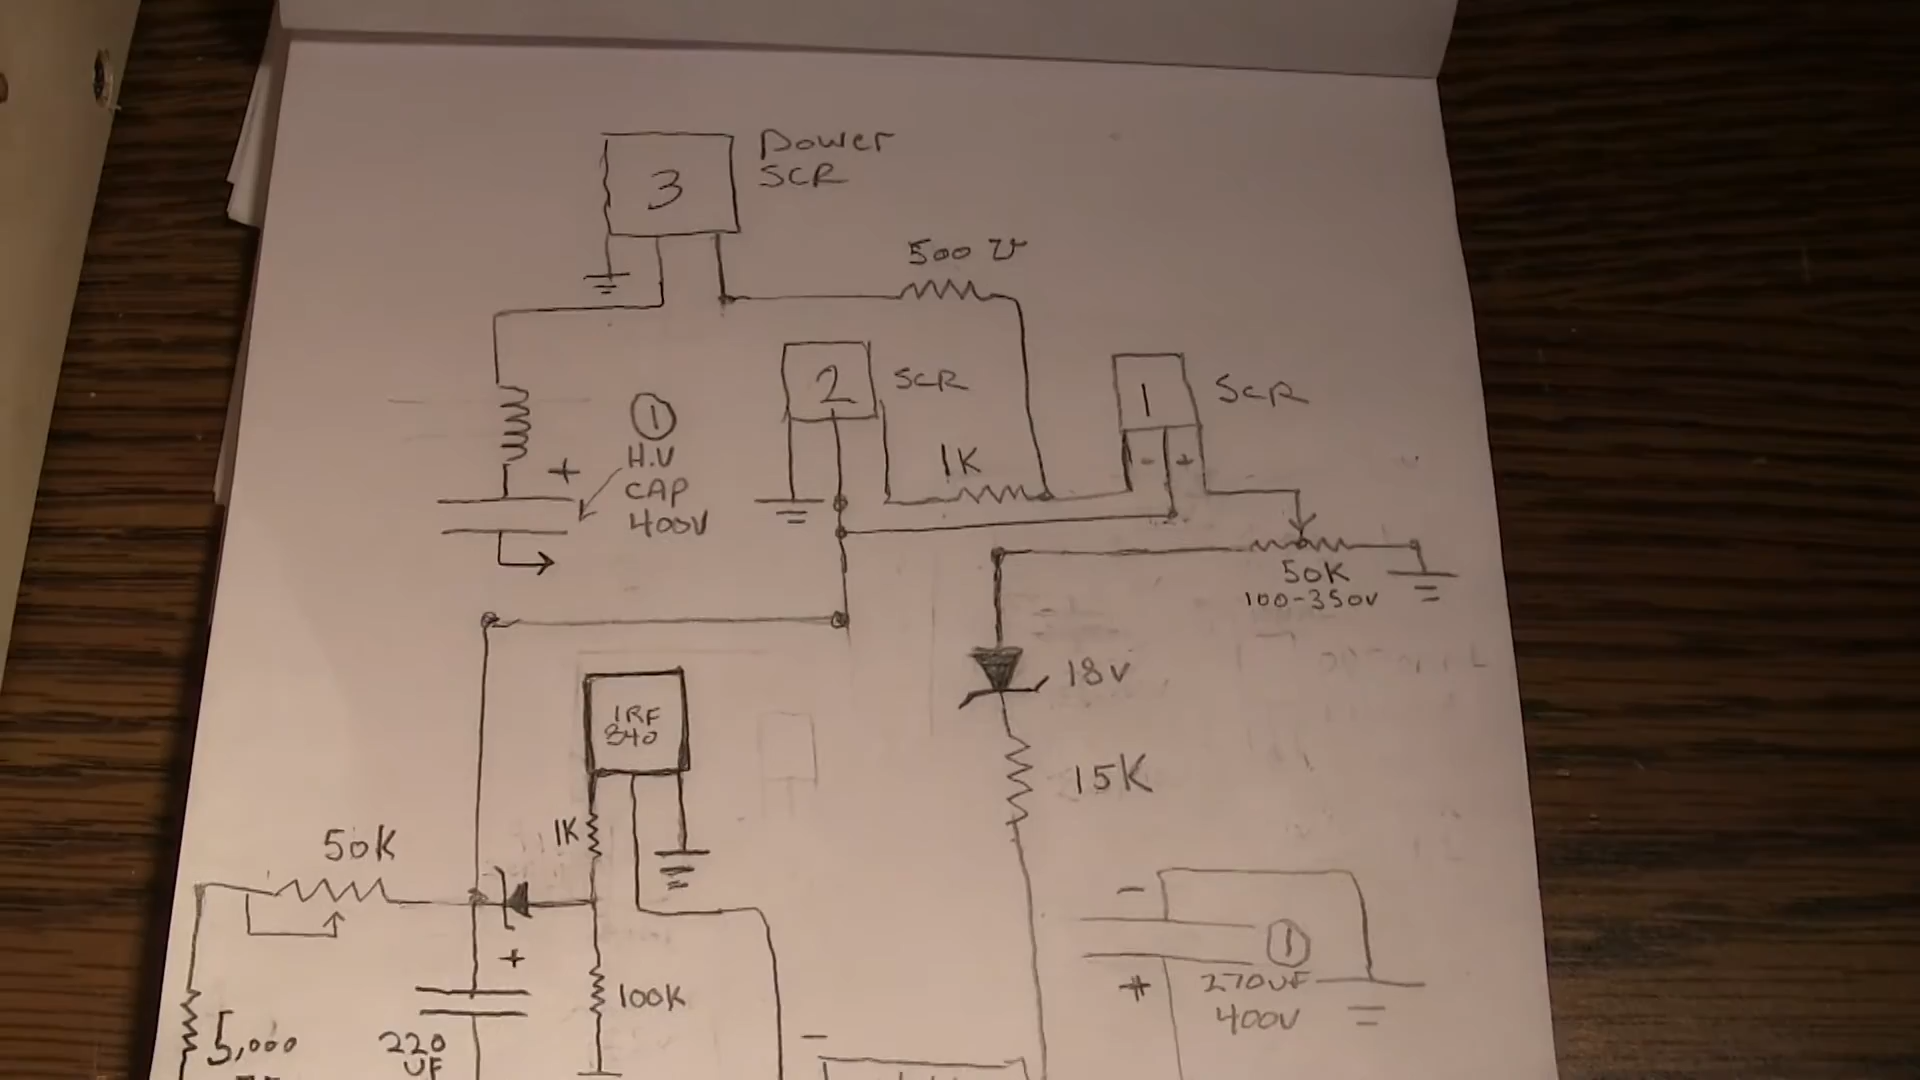 3
Power
SCR
500 Ʊ
2
SCR
1
SCR
- +
1K
+
1
H.V
CAP
400V
50K
100-350V
18V
IRF
840
15K
1K
50K
+
100K
5,000
220
UF
-
1
270UF
400V
+
-